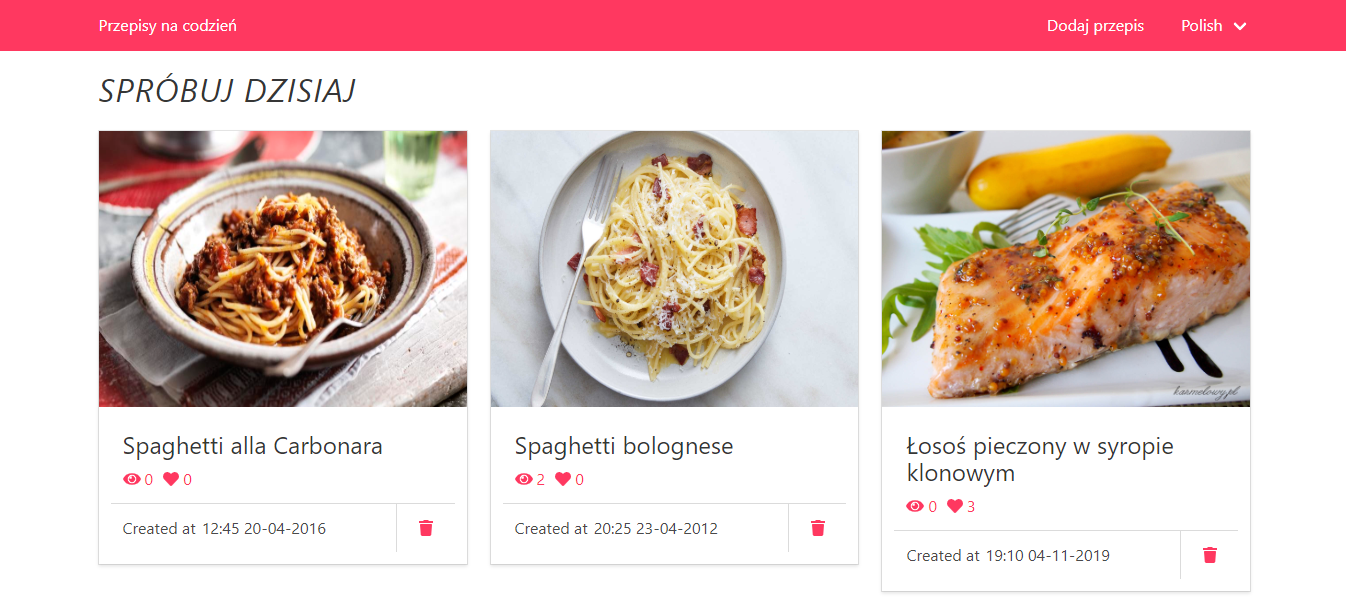 Przepisy na codzień
Dodaj przepis
Polish
SPRÓBUJ DZISIAJ
Spaghetti alla Carbonara
0 0
Created at 12:45 20-04-2016
Spaghetti bolognese
2 0
Created at 20:25 23-04-2012
karmelowy.pl
Łosoś pieczony w syropie
klonowym
0 3
Created at 19:10 04-11-2019